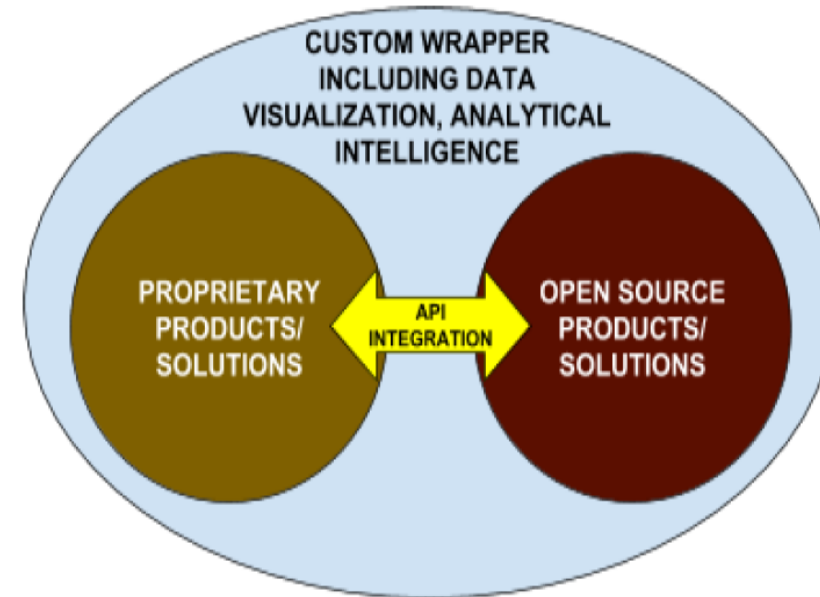 CUSTOM WRAPPER
INCLUDING DATA
VISUALIZATION, ANALYTICAL
INTELLIGENCE
PROPRIETARY
PRODUCTS/
SOLUTIONS
API
INTEGRATION
OPEN SOURCE
PRODUCTS/
SOLUTIONS